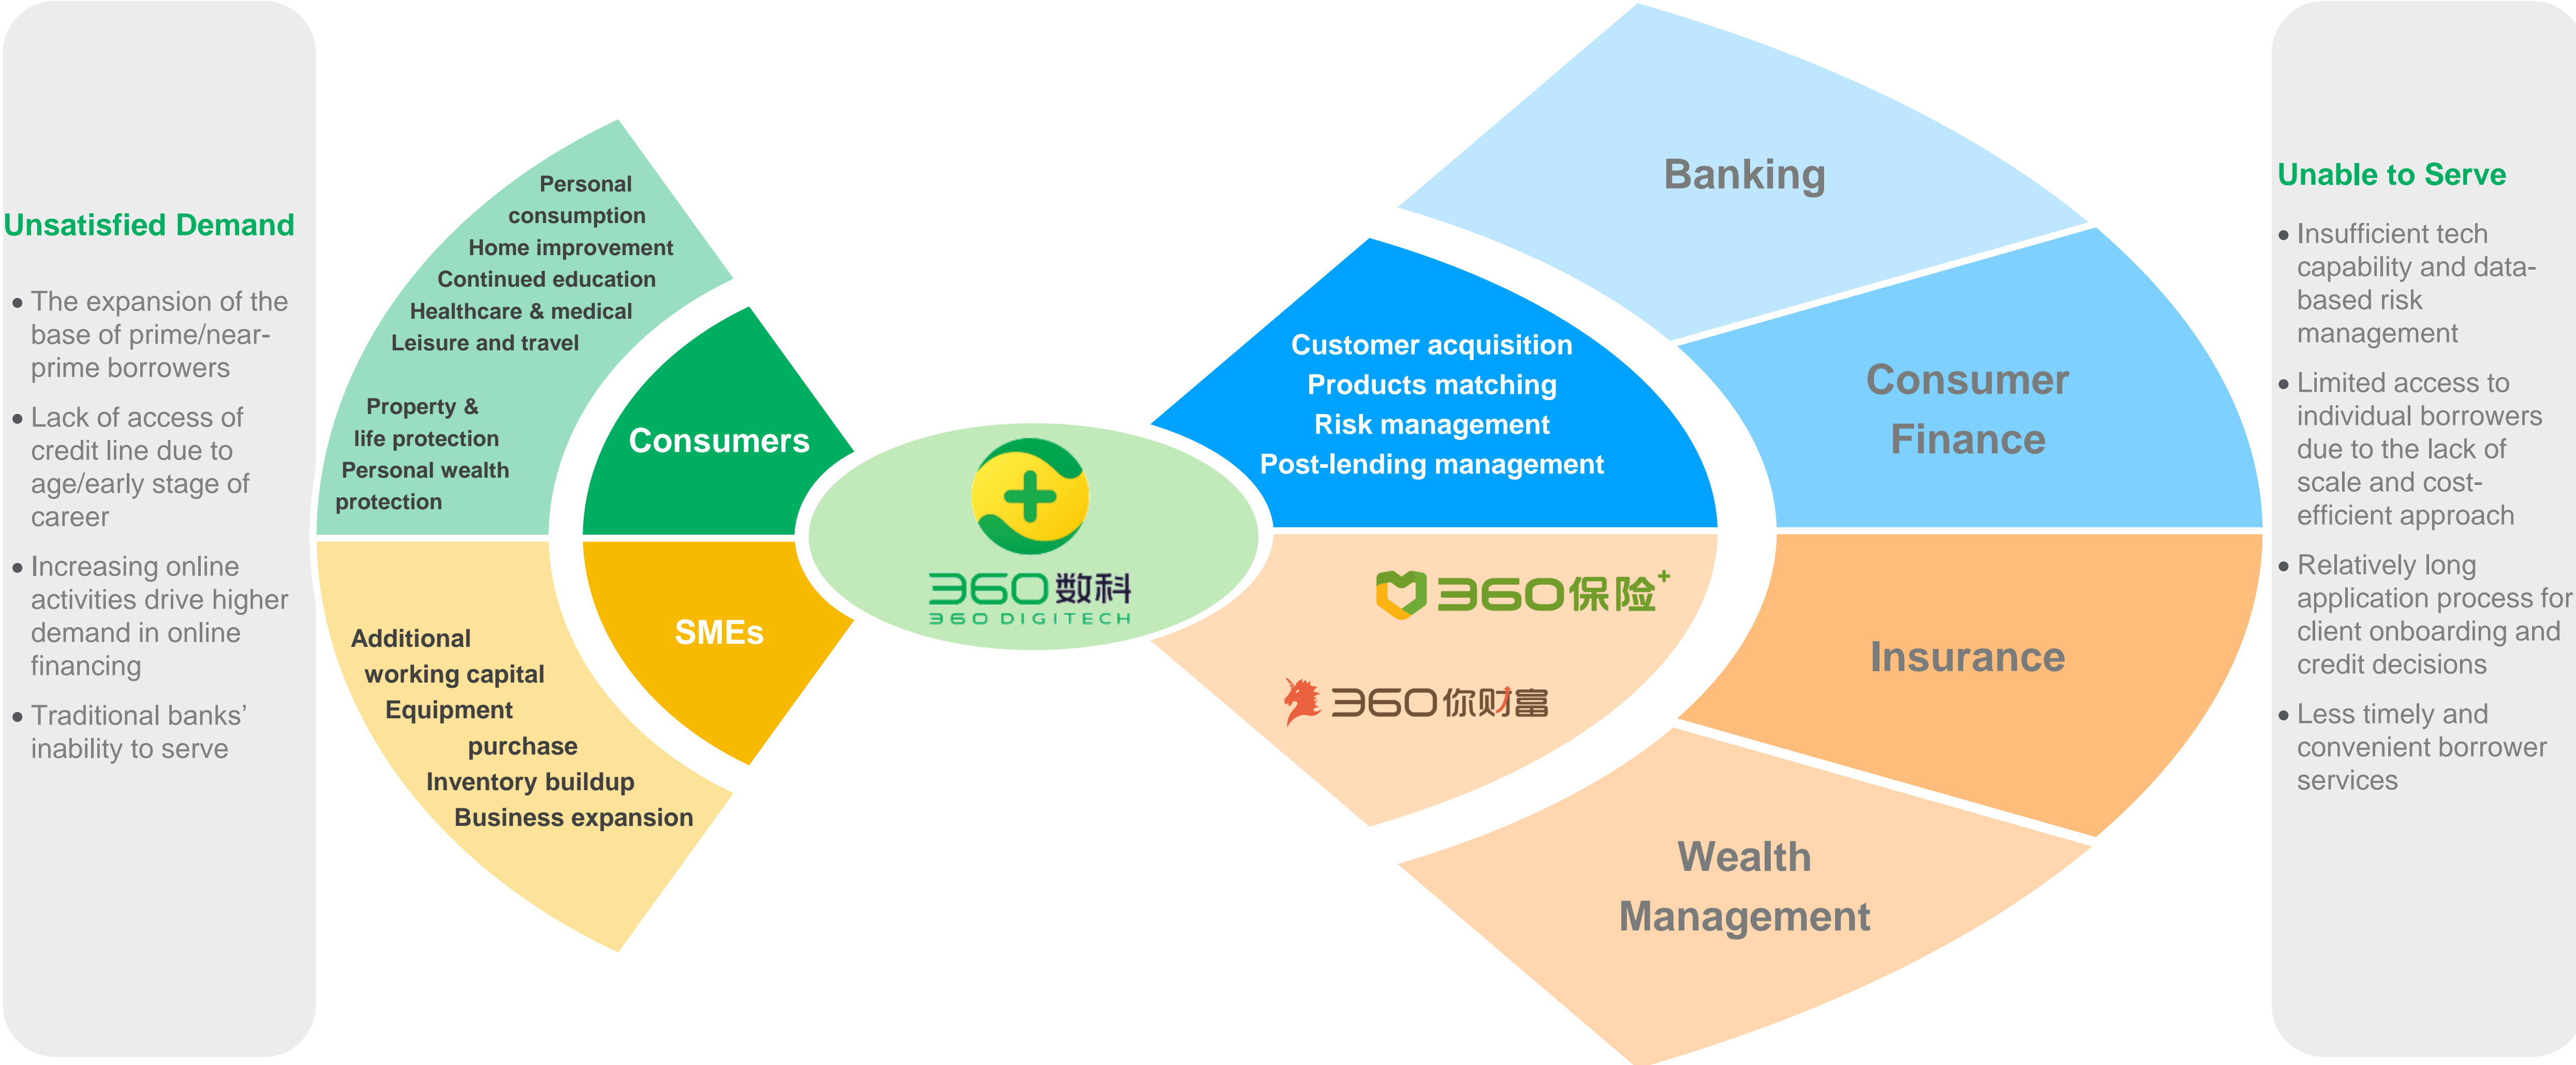 Unsatisfied Demand
• The expansion of the
base of prime/near-
prime borrowers
• Lack of access of
credit line due to
age/early stage of
career
• Increasing online
activities drive higher
demand in online
financing
• Traditional banks’
inability to serve
Personal
consumption
Home improvement
Continued education
Healthcare & medical
Leisure and travel
Property &
life protection
Personal wealth
protection
Consumers
SMEs
Additional
working capital
Equipment
purchase
Inventory buildup
Business expansion
360数科
360 DIGITECH
Customer acquisition
Products matching
Risk management
Post-lending management
360保险+
360你财富
Banking
Consumer
Finance
Insurance
Wealth
Management
Unable to Serve
• Insufficient tech
capability and data-
based risk
management
• Limited access to
individual borrowers
due to the lack of
scale and cost-
efficient approach
• Relatively long
application process for
client onboarding and
credit decisions
• Less timely and
convenient borrower
services